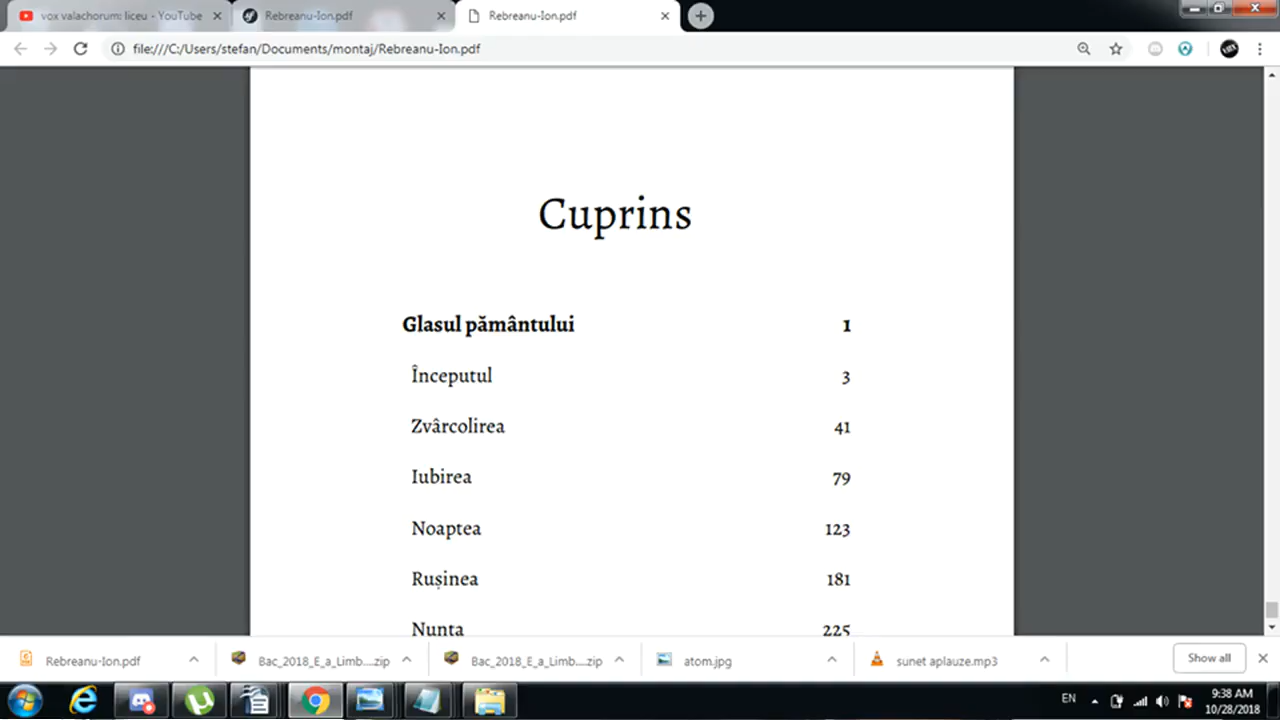 vox valachorum: liceu - YouTube
Rebreanu-Ion.pdf
Rebreanu-Ion.pdf
file:///C:/Users/stefan/Documents/montaj/Rebreanu-Ion.pdf
Cuprins
Glasul pământului 1
Începutul 3
Zvârcolirea 41
Iubirea 79
Noaptea 123
Rușinea 181
Nunta 225
Rebreanu-Ion.pdf
Bac_2018_E_a_Limb....zip
Bac_2018_E_a_Limb....zip
atom.jpg
sunet aplauze.mp3
Show all
EN
9:38 AM
10/28/2018